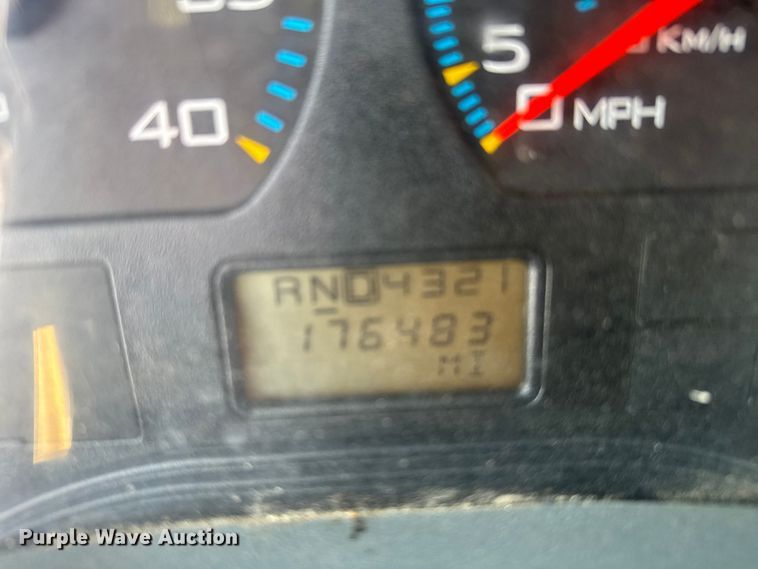 40
5
KM/H
0 MPH
RND4321
176483
MI
Purple Wave Auction